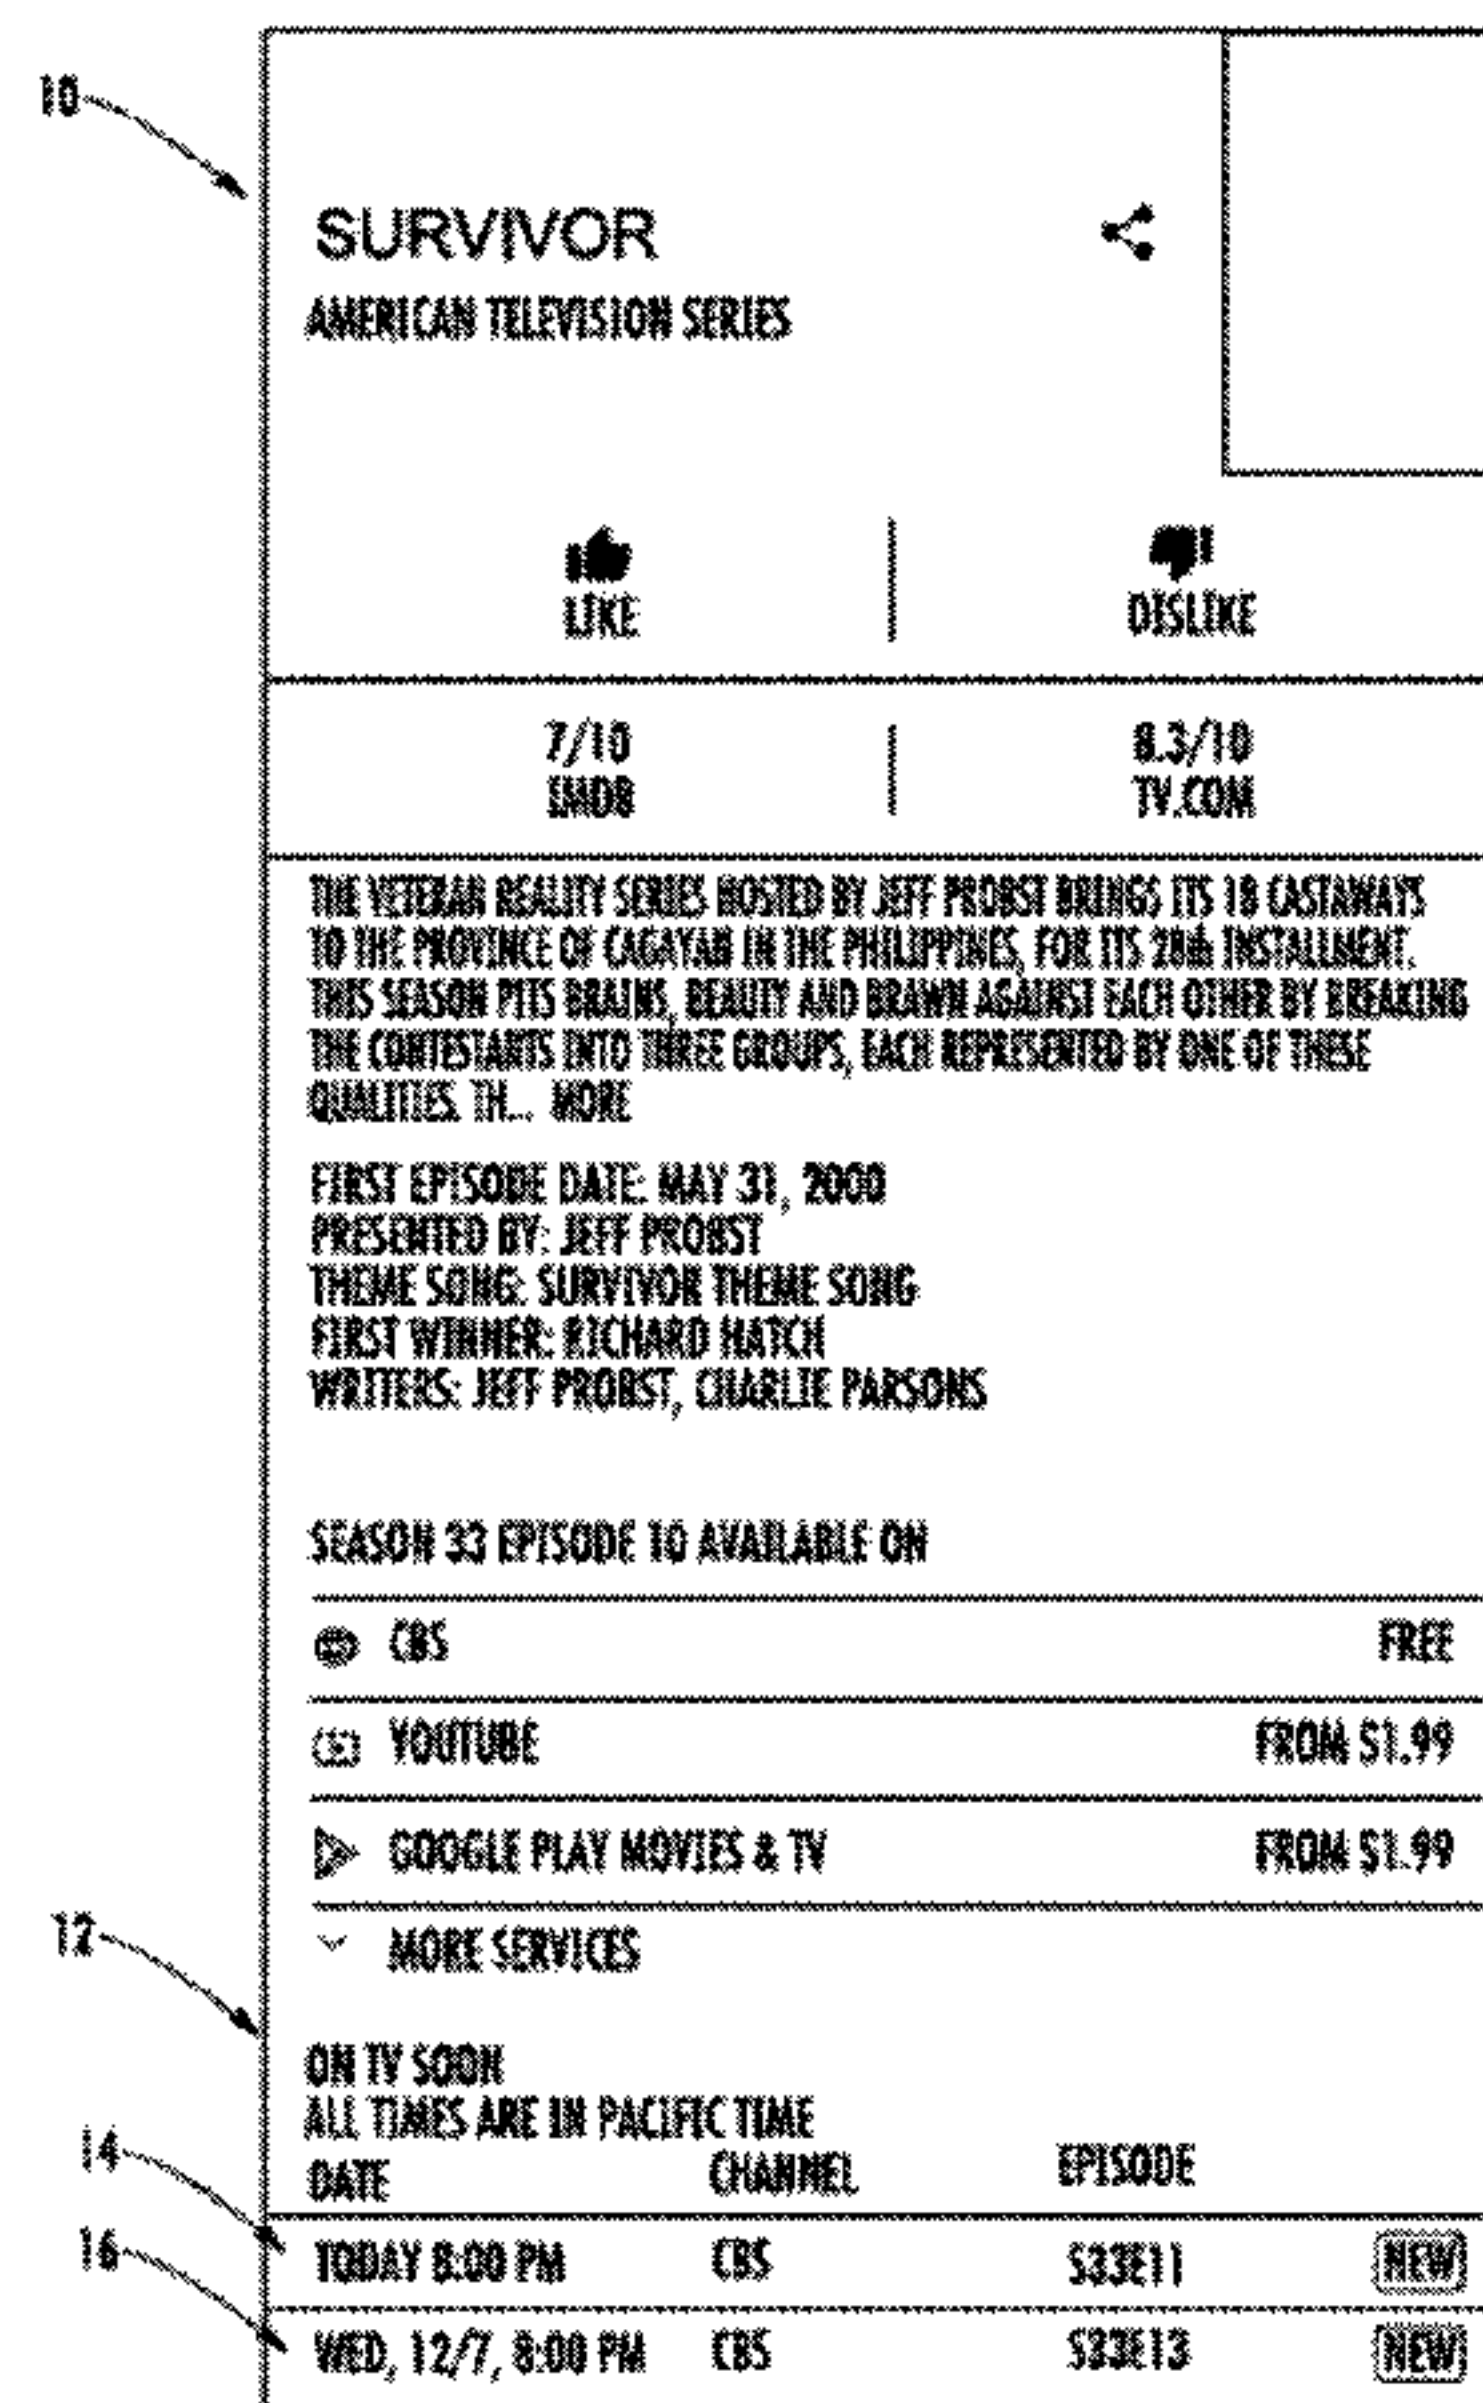 10
SURVIVOR
AMERICAN TELEVISION SERIES
LIKE
DISLIKE
7/10
IMDB
8.3/10
TV.COM
THE VETERAN REALITY SERIES HOSTED BY JEFF PROBST BRINGS ITS 18 CASTAWAYS
TO THE PROVINCE OF CAGAYAN IN THE PHILIPPINES, FOR ITS 28th INSTALLMENT.
THIS SEASON PITS BRAINS, BEAUTY AND BRAWN AGAINST EACH OTHER BY BREAKING
THE CONTESTANTS INTO THREE GROUPS, EACH REPRESENTED BY ONE OF THESE
QUALITIES. TH... MORE
FIRST EPISODE DATE: MAY 31, 2000
PRESENTED BY: JEFF PROBST
THEME SONG: SURVIVOR THEME SONG
FIRST WINNER: RICHARD HATCH
WRITERS: JEFF PROBST, CHARLIE PARSONS
SEASON 33 EPISODE 10 AVAILABLE ON
CBS FREE
YOUTUBE FROM $1.99
GOOGLE PLAY MOVIES & TV FROM $1.99
12
MORE SERVICES
ON TV SOON
ALL TIMES ARE IN PACIFIC TIME
14
DATE CHANNEL EPISODE
16
TODAY 8:00 PM CBS S33E11 NEW
WED, 12/7, 8:00 PM CBS S33E13 NEW